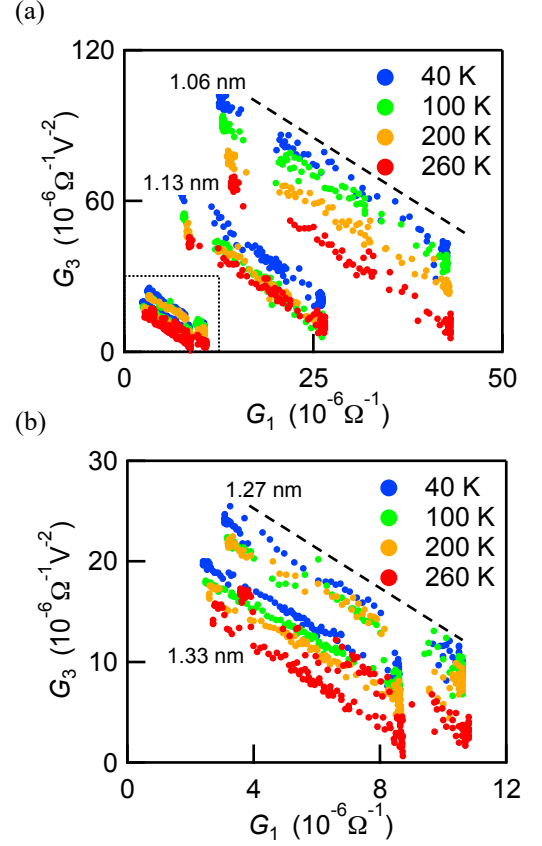 (a)
120
60
0
G₃ (10⁻⁶Ω⁻¹V⁻²)
1.06 nm
1.13 nm
40 K
100 K
200 K
260 K
0
25
50
G₁ (10⁻⁶Ω⁻¹)
(b)
30
20
10
0
G₃ (10⁻⁶Ω⁻¹V⁻²)
1.27 nm
1.33 nm
40 K
100 K
200 K
260 K
0
4
8
12
G₁ (10⁻⁶Ω⁻¹)